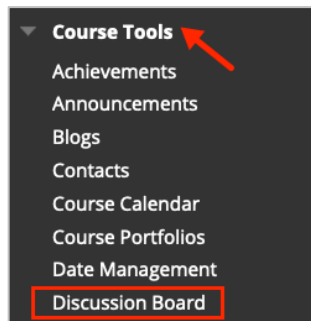 Course Tools
Achievements
Announcements
Blogs
Contacts
Course Calendar
Course Portfolios
Date Management
Discussion Board